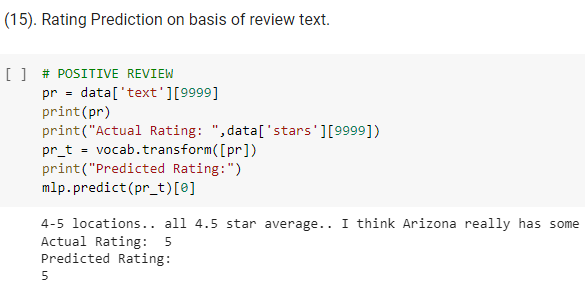 (15). Rating Prediction on basis of review text.
[ ] # POSITIVE REVIEW
pr = data['text'][9999]
print(pr)
print("Actual Rating: ",data['stars'][9999])
pr_t = vocab.transform([pr])
print("Predicted Rating:")
mlp.predict(pr_t)[0]
4-5 locations.. all 4.5 star average.. I think Arizona really has some
Actual Rating:  5
Predicted Rating:
5